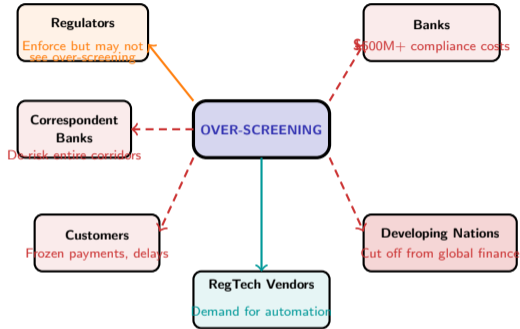 Regulators
Enforce but may not
see over-screening
Banks
$500M+ compliance costs
Correspondent
Banks
De-risk entire corridors
OVER-SCREENING
Customers
Frozen payments, delays
Developing Nations
Cut off from global finance
RegTech Vendors
Demand for automation